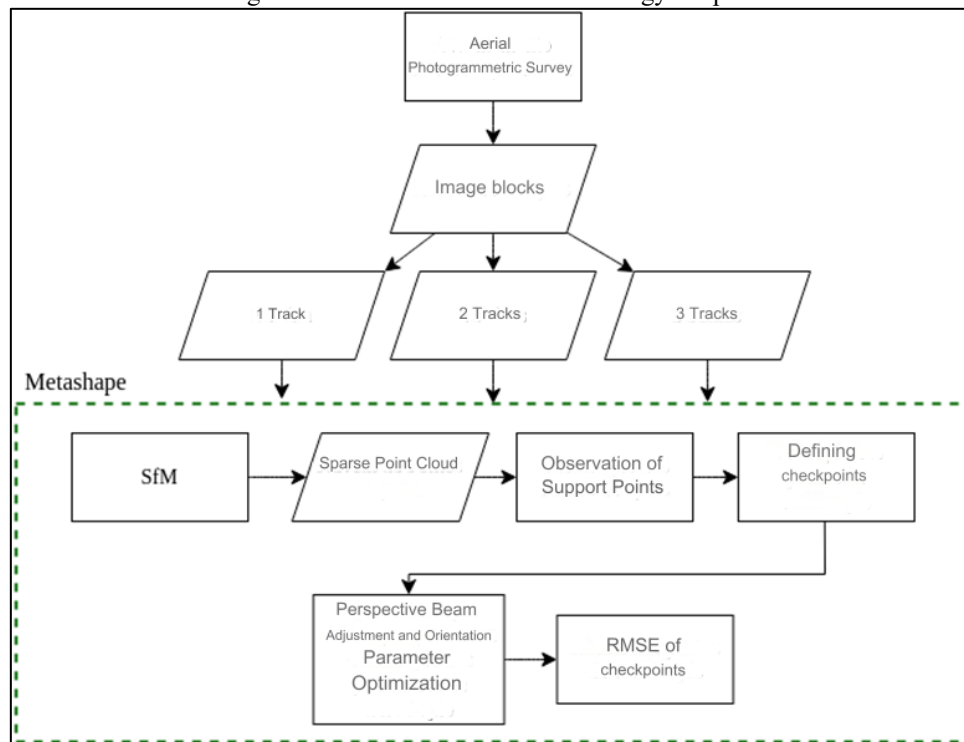 Aerial
Photogrammetric Survey
Image blocks
1 Track
2 Tracks
3 Tracks
Metashape
SfM
Sparse Point Cloud
Observation of
Support Points
Defining
checkpoints
Perspective Beam
Adjustment and Orientation
Parameter
Optimization
RMSE of
checkpoints